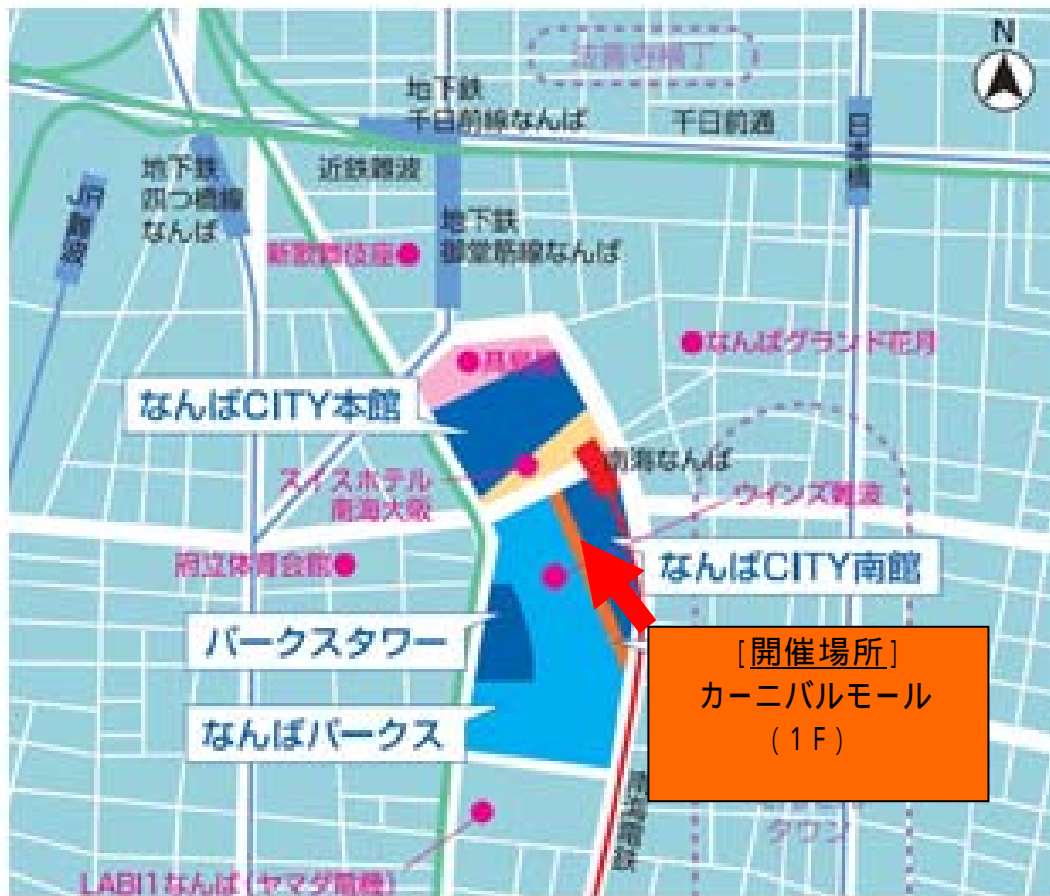 N
法善寺横丁
地下鉄
千日前線なんば
千日前通
日本橋
地下鉄
四つ橋線
なんば
近鉄難波
JR難波
地下鉄
御堂筋線なんば
新歌舞伎座
なんばグランド花月
髙島屋
なんばCITY本館
南海なんば
スイスホテル
南海大阪
ウインズ難波
府立体育会館
なんばCITY南館
パークスタワー
[開催場所]
カーニバルモール
(1F)
なんばパークス
南海電鉄
タウン
LABI1なんば(ヤマダ電機)